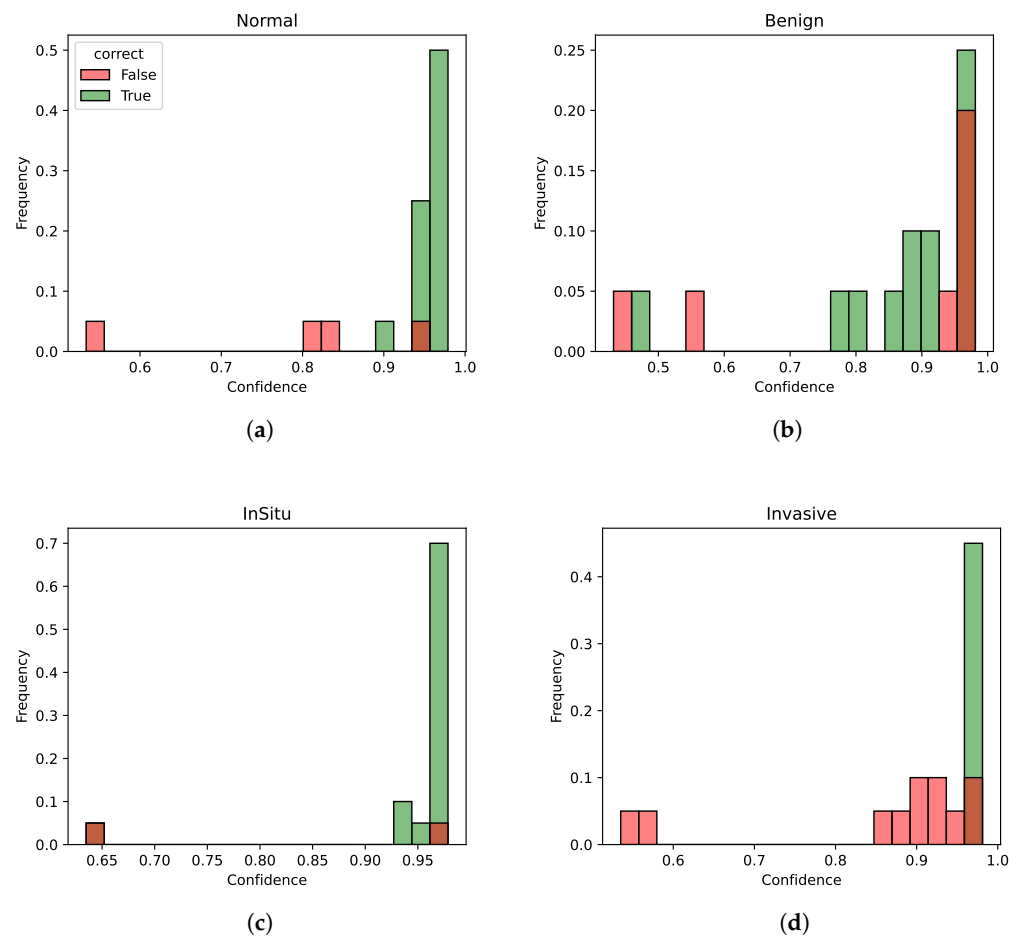 Normal
correct
False
True
0.5
0.4
0.3
0.2
0.1
0.0
Frequency
0.6 0.7 0.8 0.9 1.0
Confidence
(a)
Benign
0.25
0.20
0.15
0.10
0.05
0.00
Frequency
0.5 0.6 0.7 0.8 0.9 1.0
Confidence
(b)
InSitu
0.7
0.6
0.5
0.4
0.3
0.2
0.1
0.0
Frequency
0.65 0.70 0.75 0.80 0.85 0.90 0.95
Confidence
(c)
Invasive
0.4
0.3
0.2
0.1
0.0
Frequency
0.6 0.7 0.8 0.9 1.0
Confidence
(d)